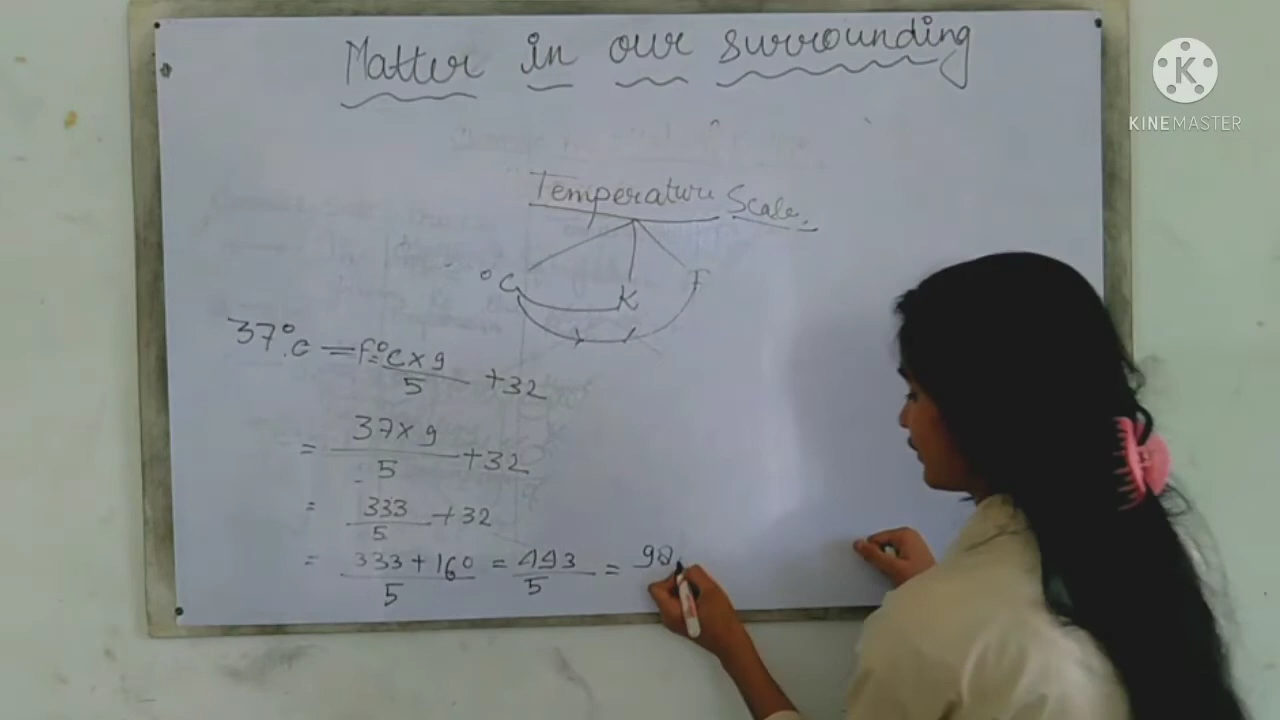 Matter in our surrounding
KINEMASTER
Temperature Scale.
°C K F
37°C = F = °C × 9 / 5 + 32
= 37 × 9 / 5 + 32
= 333 / 5 + 32
= 333 + 160 / 5 = 493 / 5 = 98.